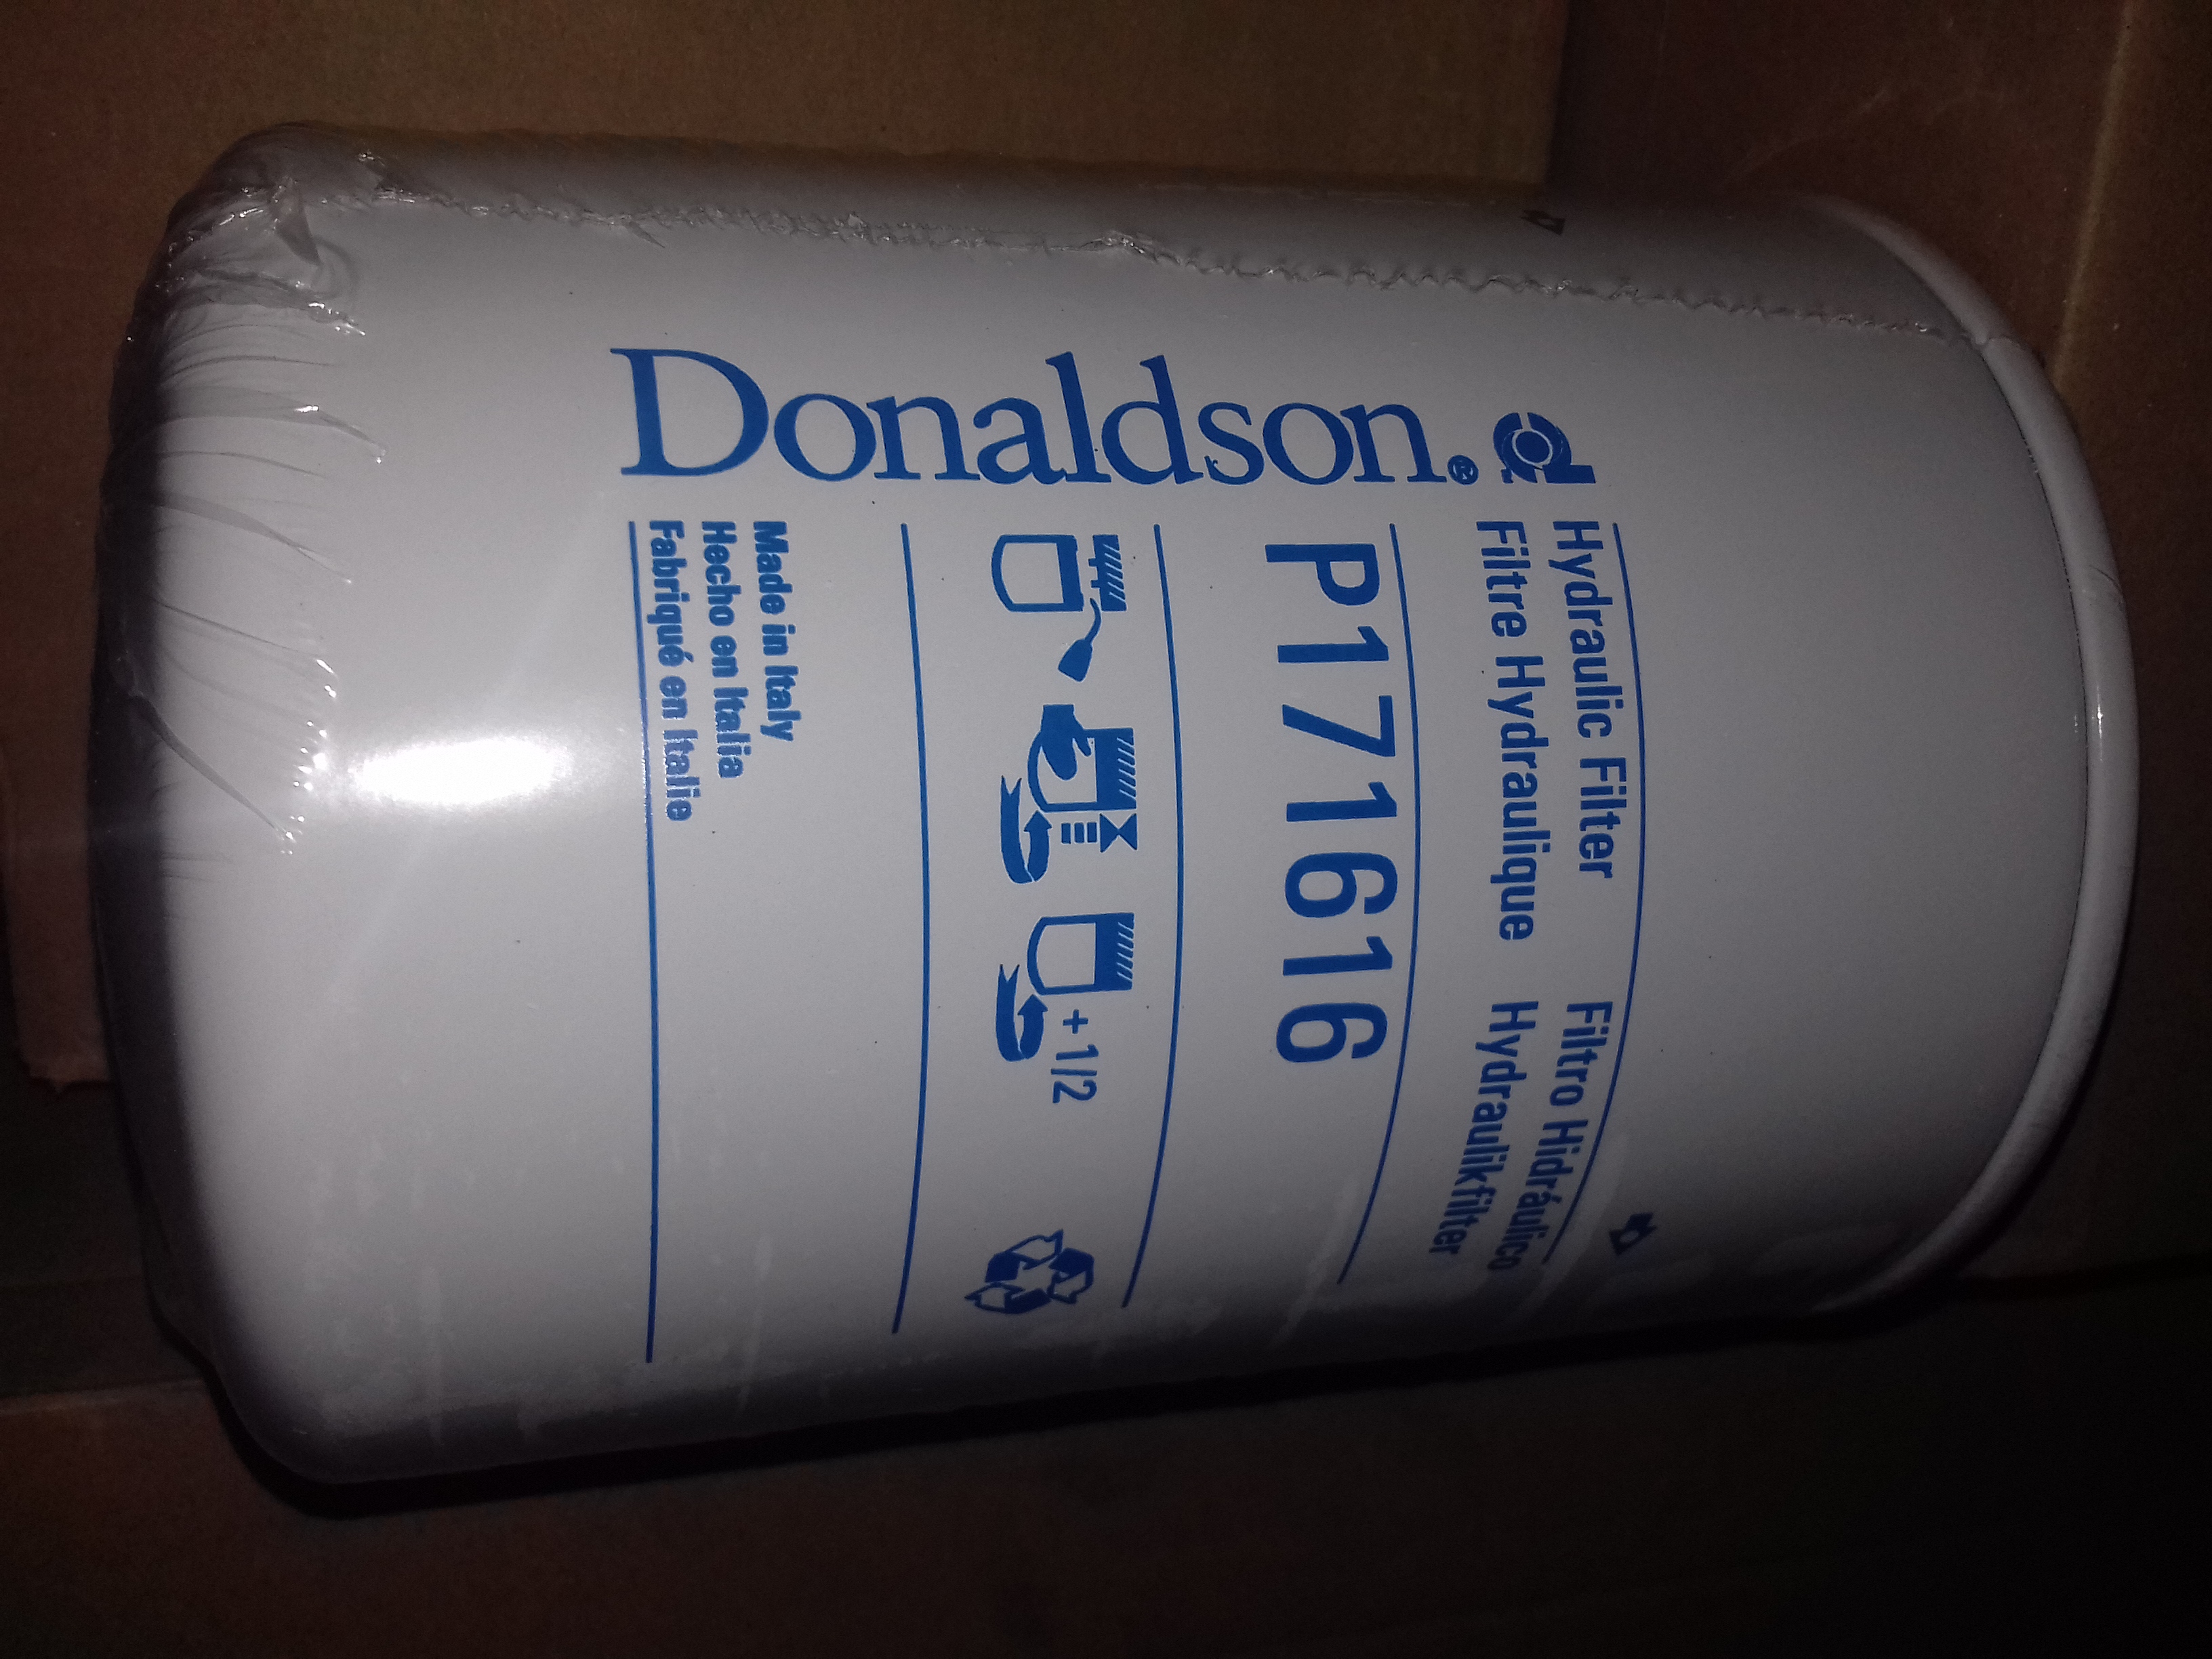 Donaldson.®
Hydraulic Filter Filtro Hidráulico
Filtre Hydraulique Hydraulikfilter
P171616
+ 1/2
Made in Italy
Hecho en Italia
Fabriqué en Italie